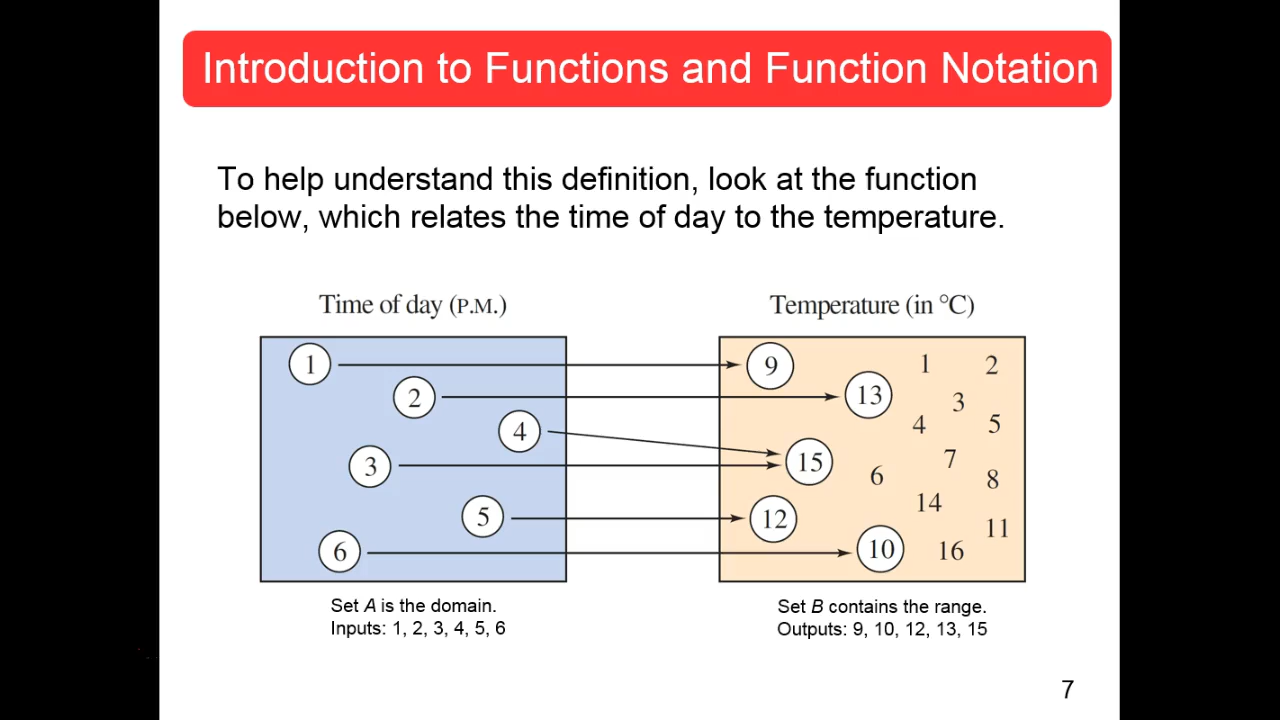 Introduction to Functions and Function Notation
To help understand this definition, look at the function
below, which relates the time of day to the temperature.
Time of day (P.M.)
Temperature (in °C)
1
2
4
3
5
6
9
13
15
12
10
1
2
3
4
5
7
6
8
14
11
16
Set A is the domain.
Inputs: 1, 2, 3, 4, 5, 6
Set B contains the range.
Outputs: 9, 10, 12, 13, 15
7